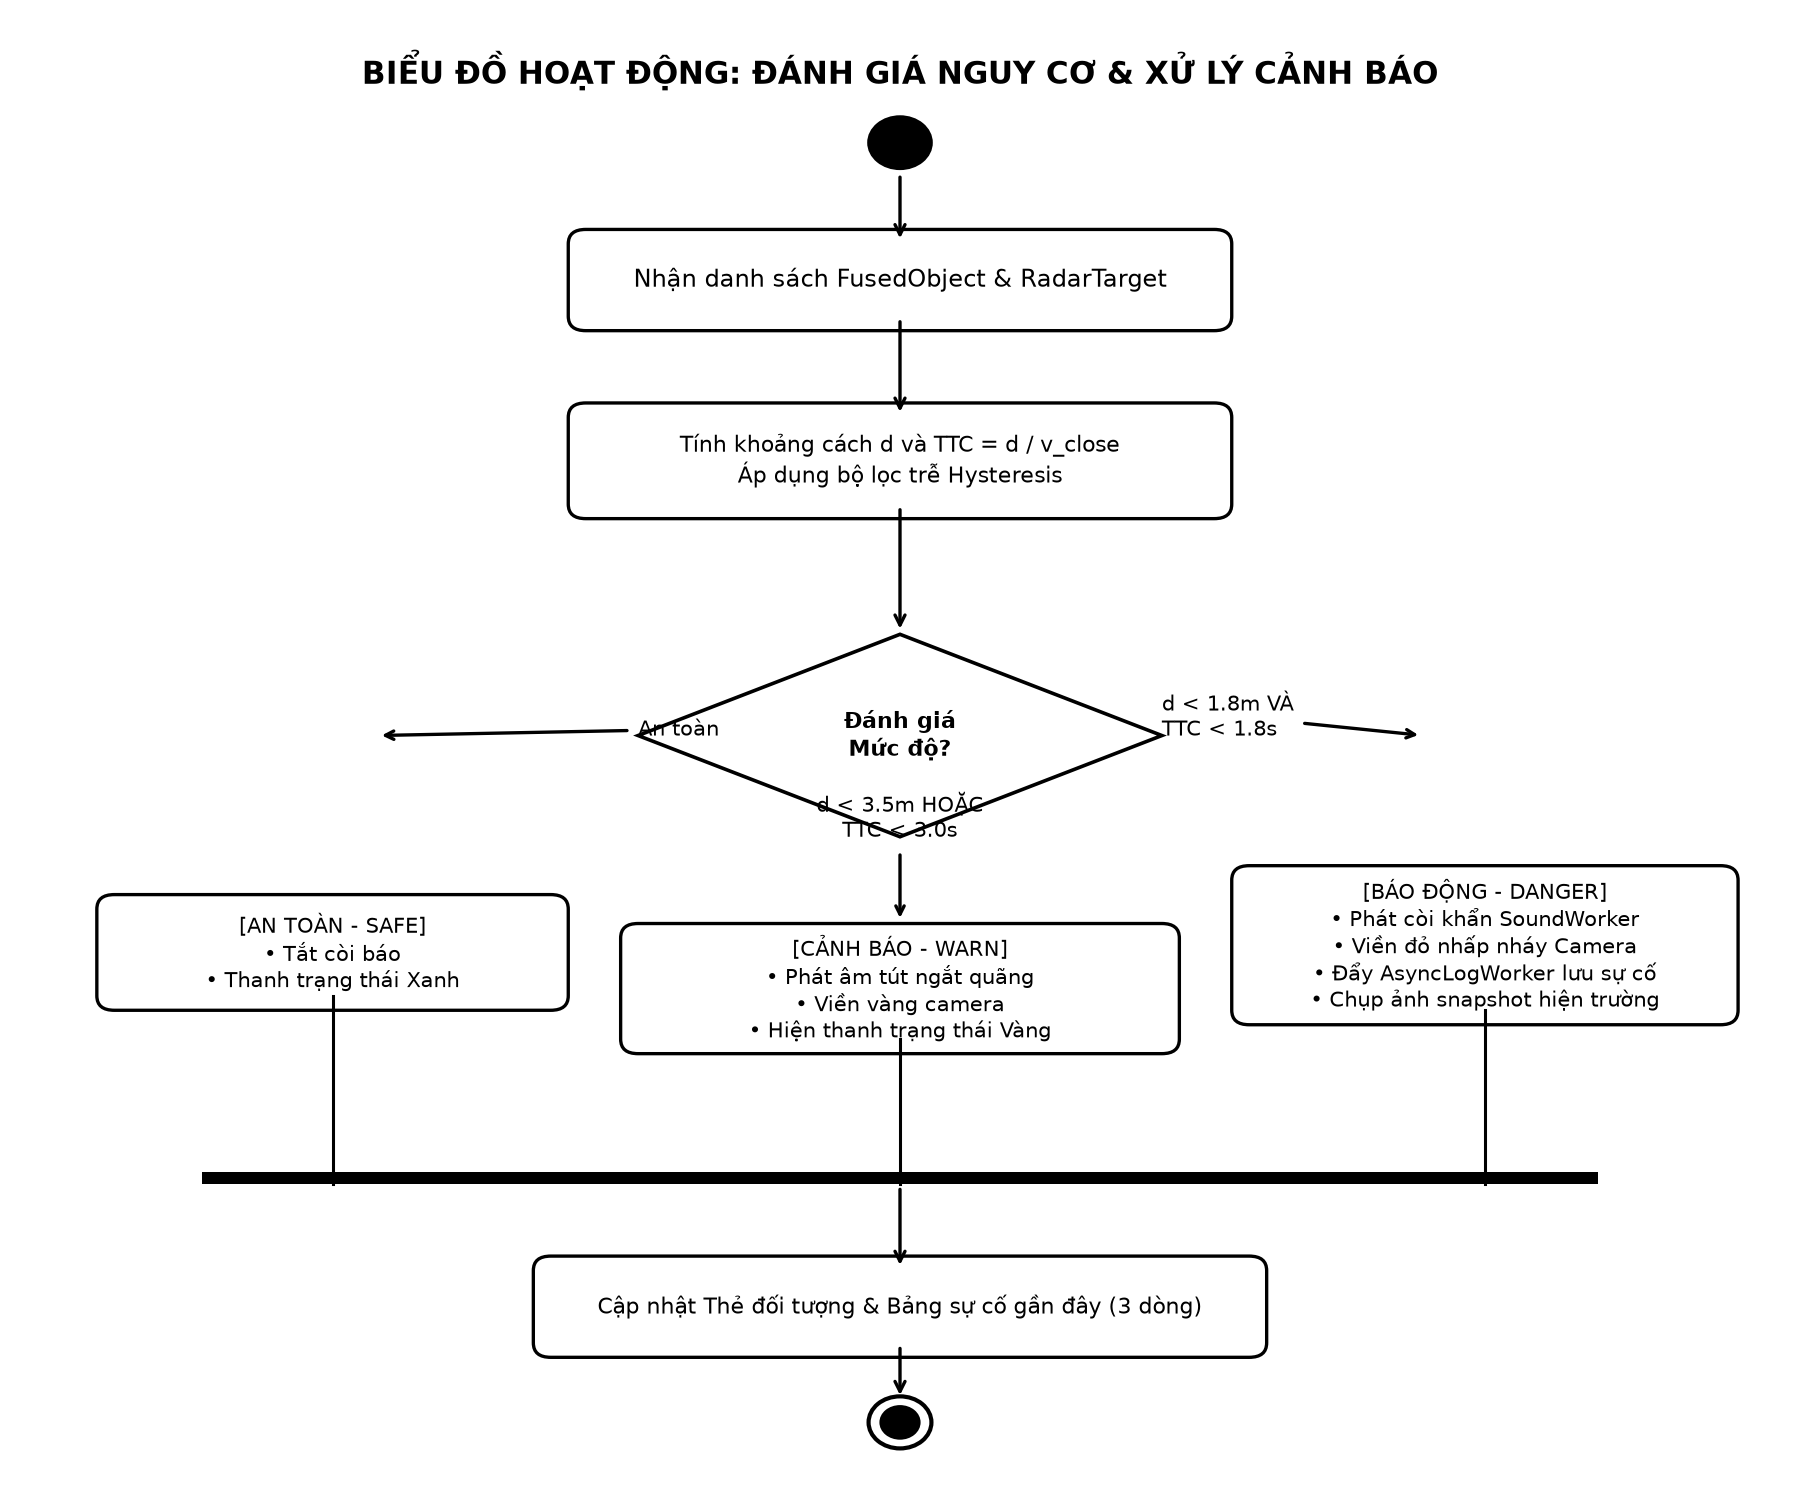 BIỂU ĐỒ HOẠT ĐỘNG: ĐÁNH GIÁ NGUY CƠ & XỬ LÝ CẢNH BÁO
Nhận danh sách FusedObject & RadarTarget
Tính khoảng cách d và TTC = d / v_close
Áp dụng bộ lọc trễ Hysteresis
Đánh giá
Mức độ?
An toàn
d < 1.8m VÀ
TTC < 1.8s
d < 3.5m HOẶC
TTC < 3.0s
[AN TOÀN - SAFE]
• Tắt còi báo
• Thanh trạng thái Xanh
[CẢNH BÁO - WARN]
• Phát âm tút ngắt quãng
• Viền vàng camera
• Hiện thanh trạng thái Vàng
[BÁO ĐỘNG - DANGER]
• Phát còi khẩn SoundWorker
• Viền đỏ nhấp nháy Camera
• Đẩy AsyncLogWorker lưu sự cố
• Chụp ảnh snapshot hiện trường
Cập nhật Thẻ đối tượng & Bảng sự cố gần đây (3 dòng)